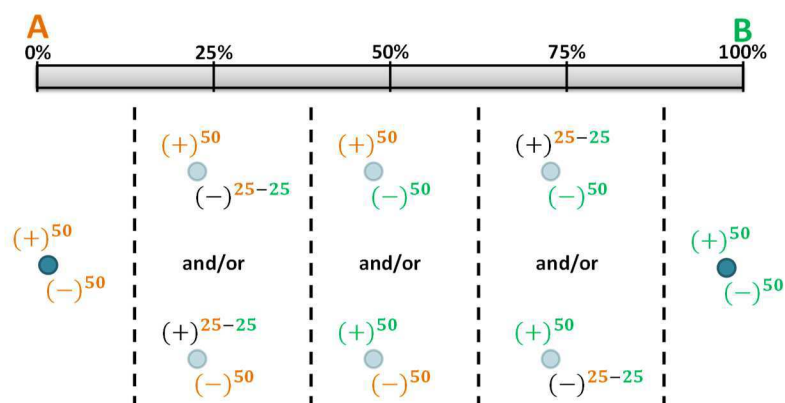 A B
0% 25% 50% 75% 100%
(+)50 (+)50 (+)25-25
(−)25-25 (−)50 (−)50
(+)50 and/or and/or and/or (+)50
(−)50 (−)50
(+)25-25 (+)50 (+)50
(−)50 (−)50 (−)25-25